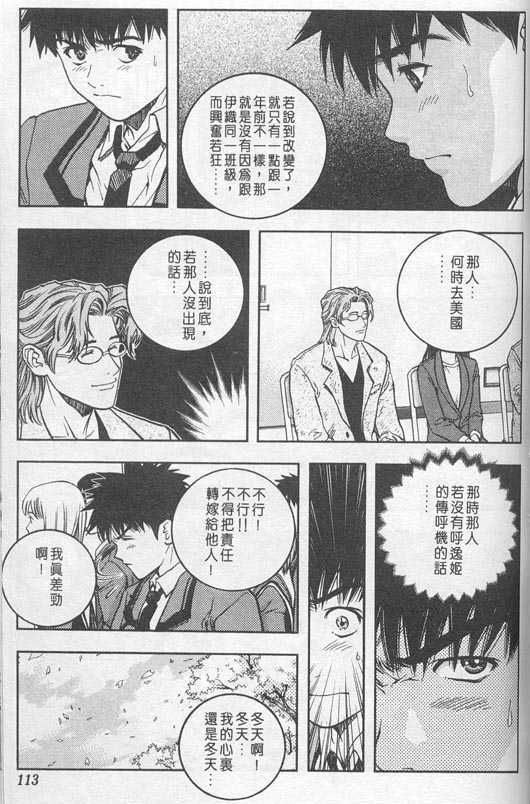 若說到改變了，
就只有一點跟一
年前不一樣，那
就是沒有因為跟
伊織同一班級，
而興奮若狂……
那人…
何時去美國
……
……說到底，
若那人沒出現
的話…
那時那人
若沒有呼逸姬
的傳呼機的話
不行！
不行!!
不得把責任
轉嫁給他人！
我真差勁
啊！
冬天啊！
冬天…
我的心裏
還是冬天…
113